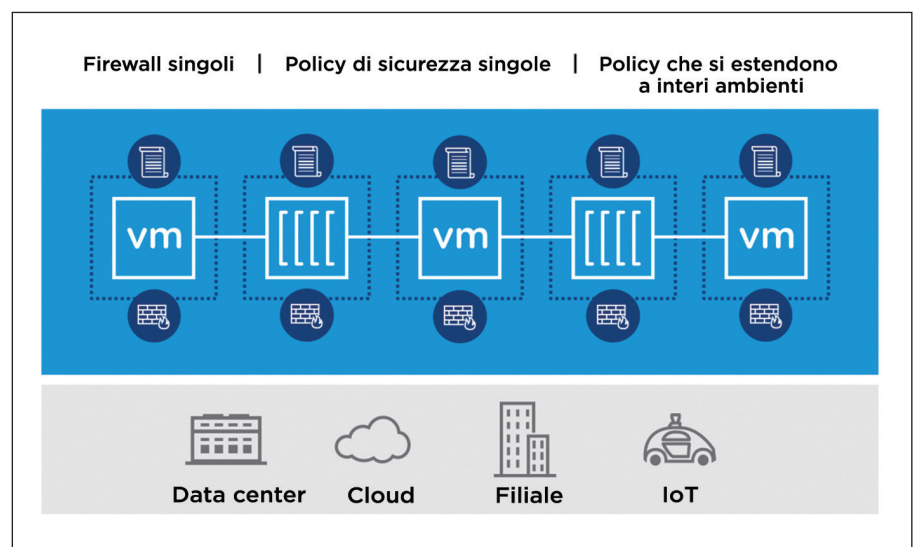 Firewall singoli | Policy di sicurezza singole | Policy che si estendono
a interi ambienti
vm vm vm
Data center Cloud Filiale IoT